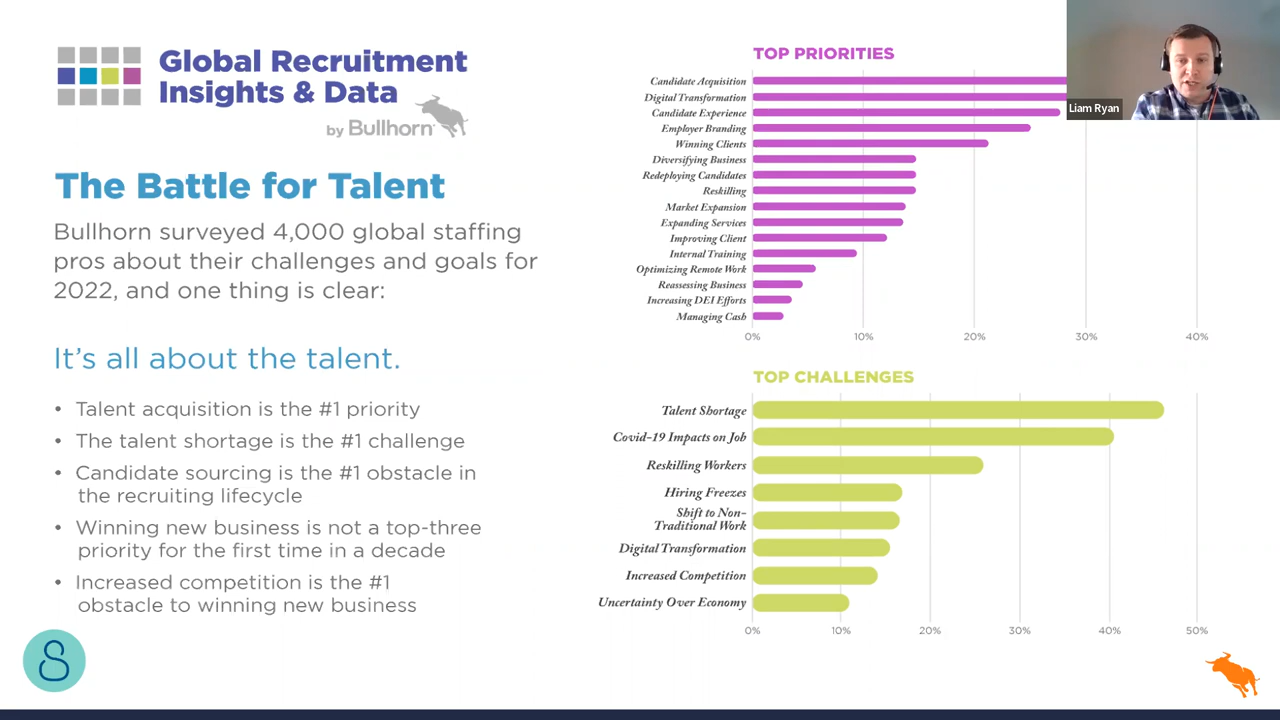 Global Recruitment
Insights & Data
by Bullhorn
The Battle for Talent
Bullhorn surveyed 4,000 global staffing
pros about their challenges and goals for
2022, and one thing is clear:
It's all about the talent.
• Talent acquisition is the #1 priority
• The talent shortage is the #1 challenge
• Candidate sourcing is the #1 obstacle in
the recruiting lifecycle
• Winning new business is not a top-three
priority for the first time in a decade
• Increased competition is the #1
obstacle to winning new business
TOP PRIORITIES
Candidate Acquisition
Digital Transformation
Candidate Experience
Employer Branding
Winning Clients
Diversifying Business
Redeploying Candidates
Reskilling
Market Expansion
Expanding Services
Improving Client
Internal Training
Optimizing Remote Work
Reassessing Business
Increasing DEI Efforts
Managing Cash
0% 10% 20% 30% 40%
TOP CHALLENGES
Talent Shortage
Covid-19 Impacts on Job
Reskilling Workers
Hiring Freezes
Shift to Non-
Traditional Work
Digital Transformation
Increased Competition
Uncertainty Over Economy
0% 10% 20% 30% 40% 50%
Liam Ryan